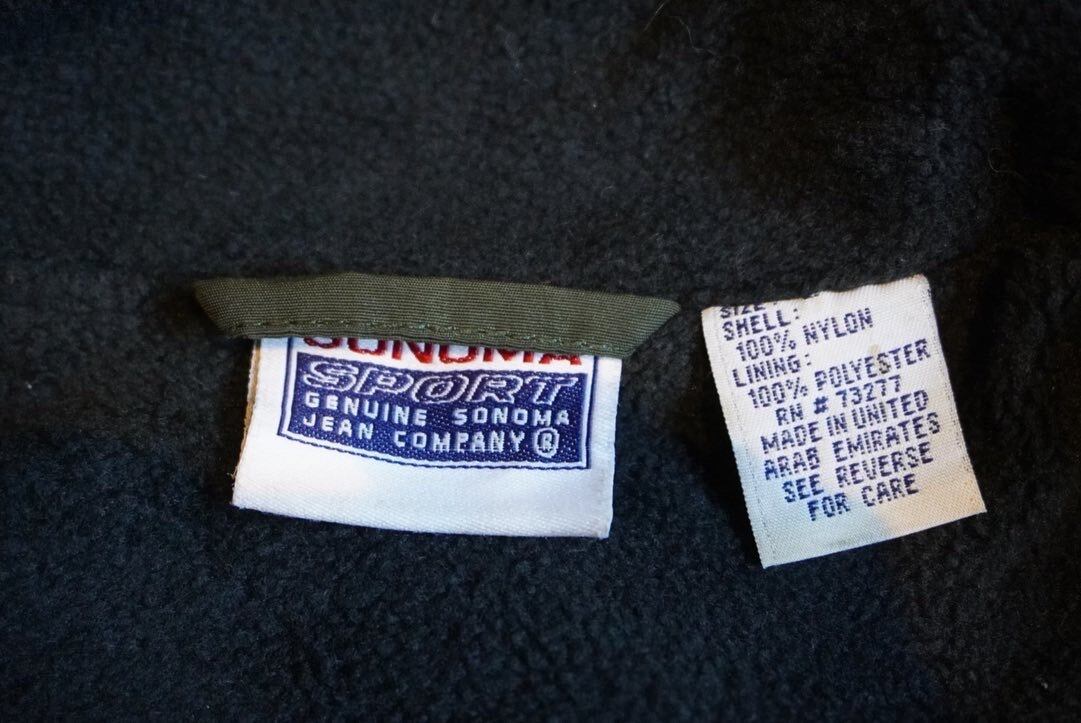 SONOMA
SPORT
GENUINE SONOMA
JEAN COMPANY ®
SIZE:
SHELL:
100% NYLON
LINING:
100% POLYESTER
RN # 73277
MADE IN UNITED
ARAB EMIRATES
SEE REVERSE
FOR CARE